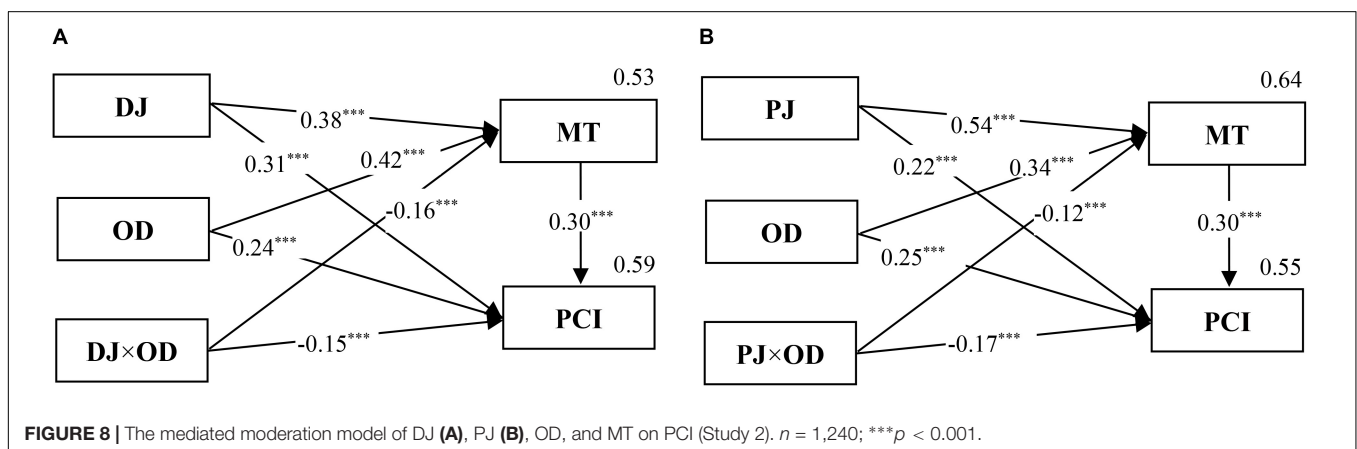 A
DJ
OD
DJ×OD
0.38***
0.31***
0.42***
-0.16***
0.24***
-0.15***
0.53
MT
0.30***
0.59
PCI
B
PJ
OD
PJ×OD
0.54***
0.22***
0.34***
-0.12***
0.25***
-0.17***
0.64
MT
0.30***
0.55
PCI
FIGURE 8 | The mediated moderation model of DJ (A), PJ (B), OD, and MT on PCI (Study 2). n = 1,240; ***p < 0.001.